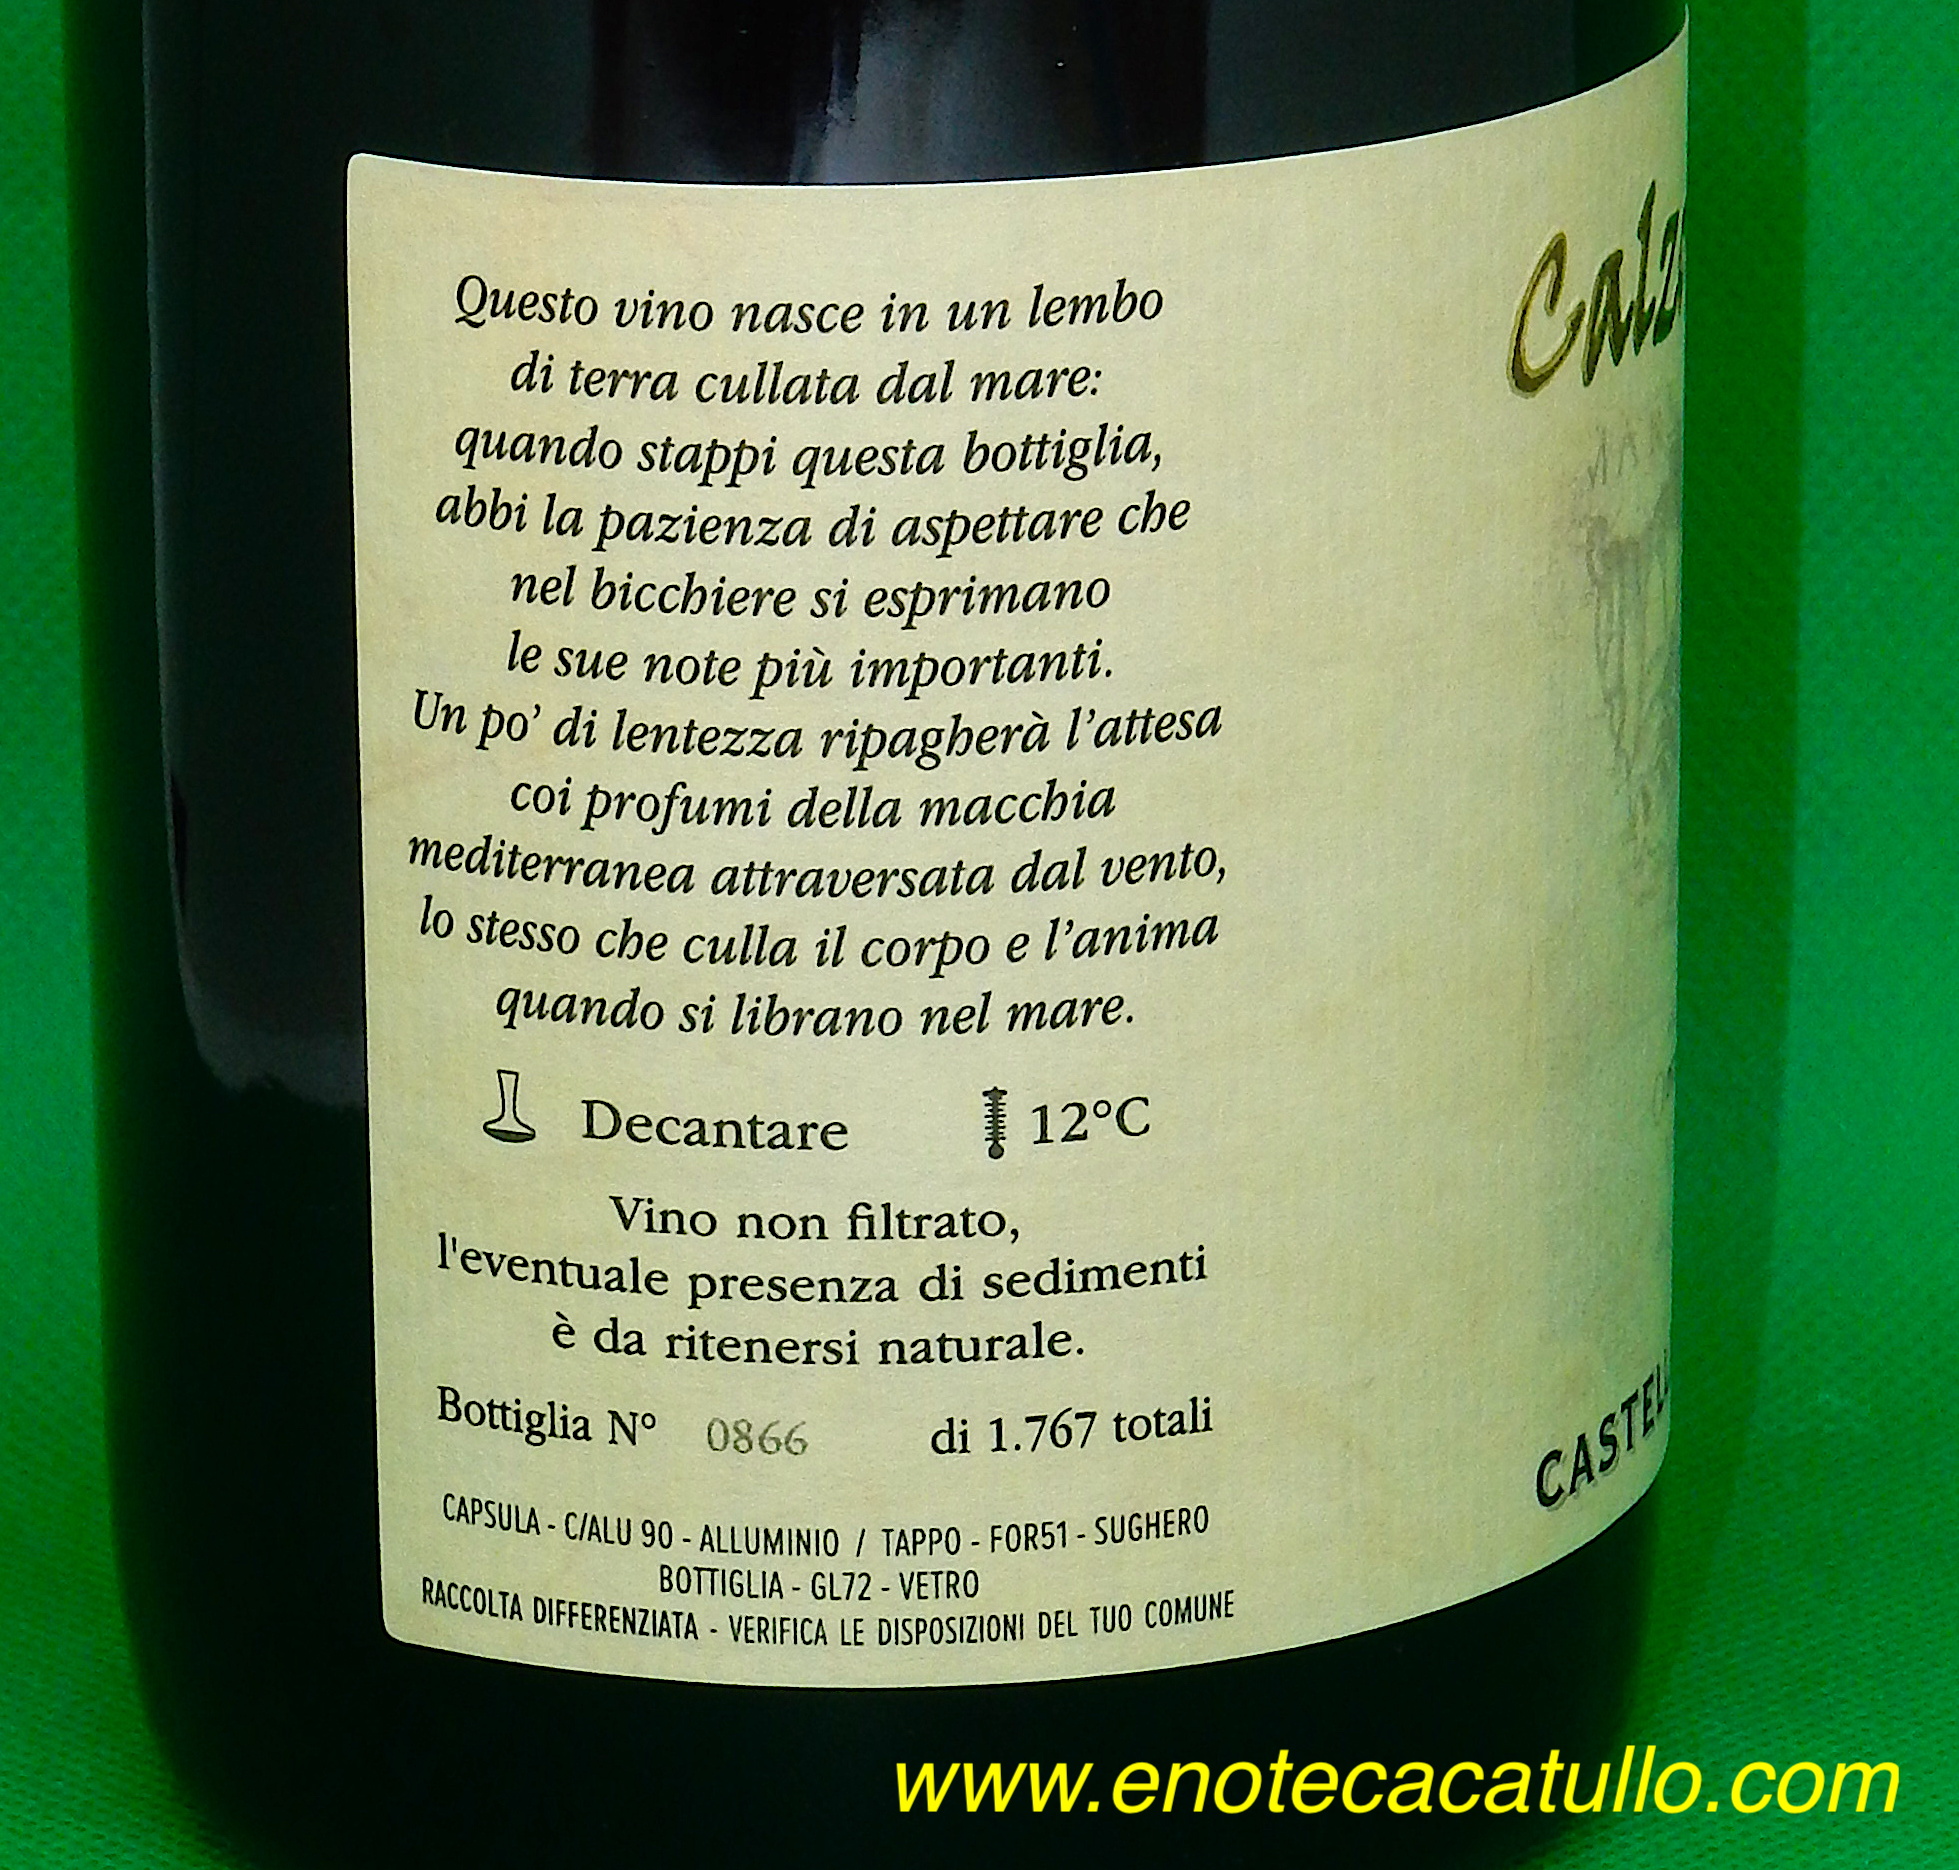 Questo vino nasce in un lembo
di terra cullata dal mare:
quando stappi questa bottiglia,
abbi la pazienza di aspettare che
nel bicchiere si esprimano
le sue note più importanti.
Un po’ di lentezza ripagherà l’attesa
coi profumi della macchia
mediterranea attraversata dal vento,
lo stesso che culla il corpo e l’anima
quando si librano nel mare.
Decantare 12°C
Vino non filtrato,
l'eventuale presenza di sedimenti
è da ritenersi naturale.
Bottiglia N° 0866 di 1.767 totali
CAPSULA - C/ALU 90 - ALLUMINIO / TAPPO - FOR51 - SUGHERO
BOTTIGLIA - GL72 - VETRO
RACCOLTA DIFFERENZIATA - VERIFICA LE DISPOSIZIONI DEL TUO COMUNE
www.enotecacatullo.com